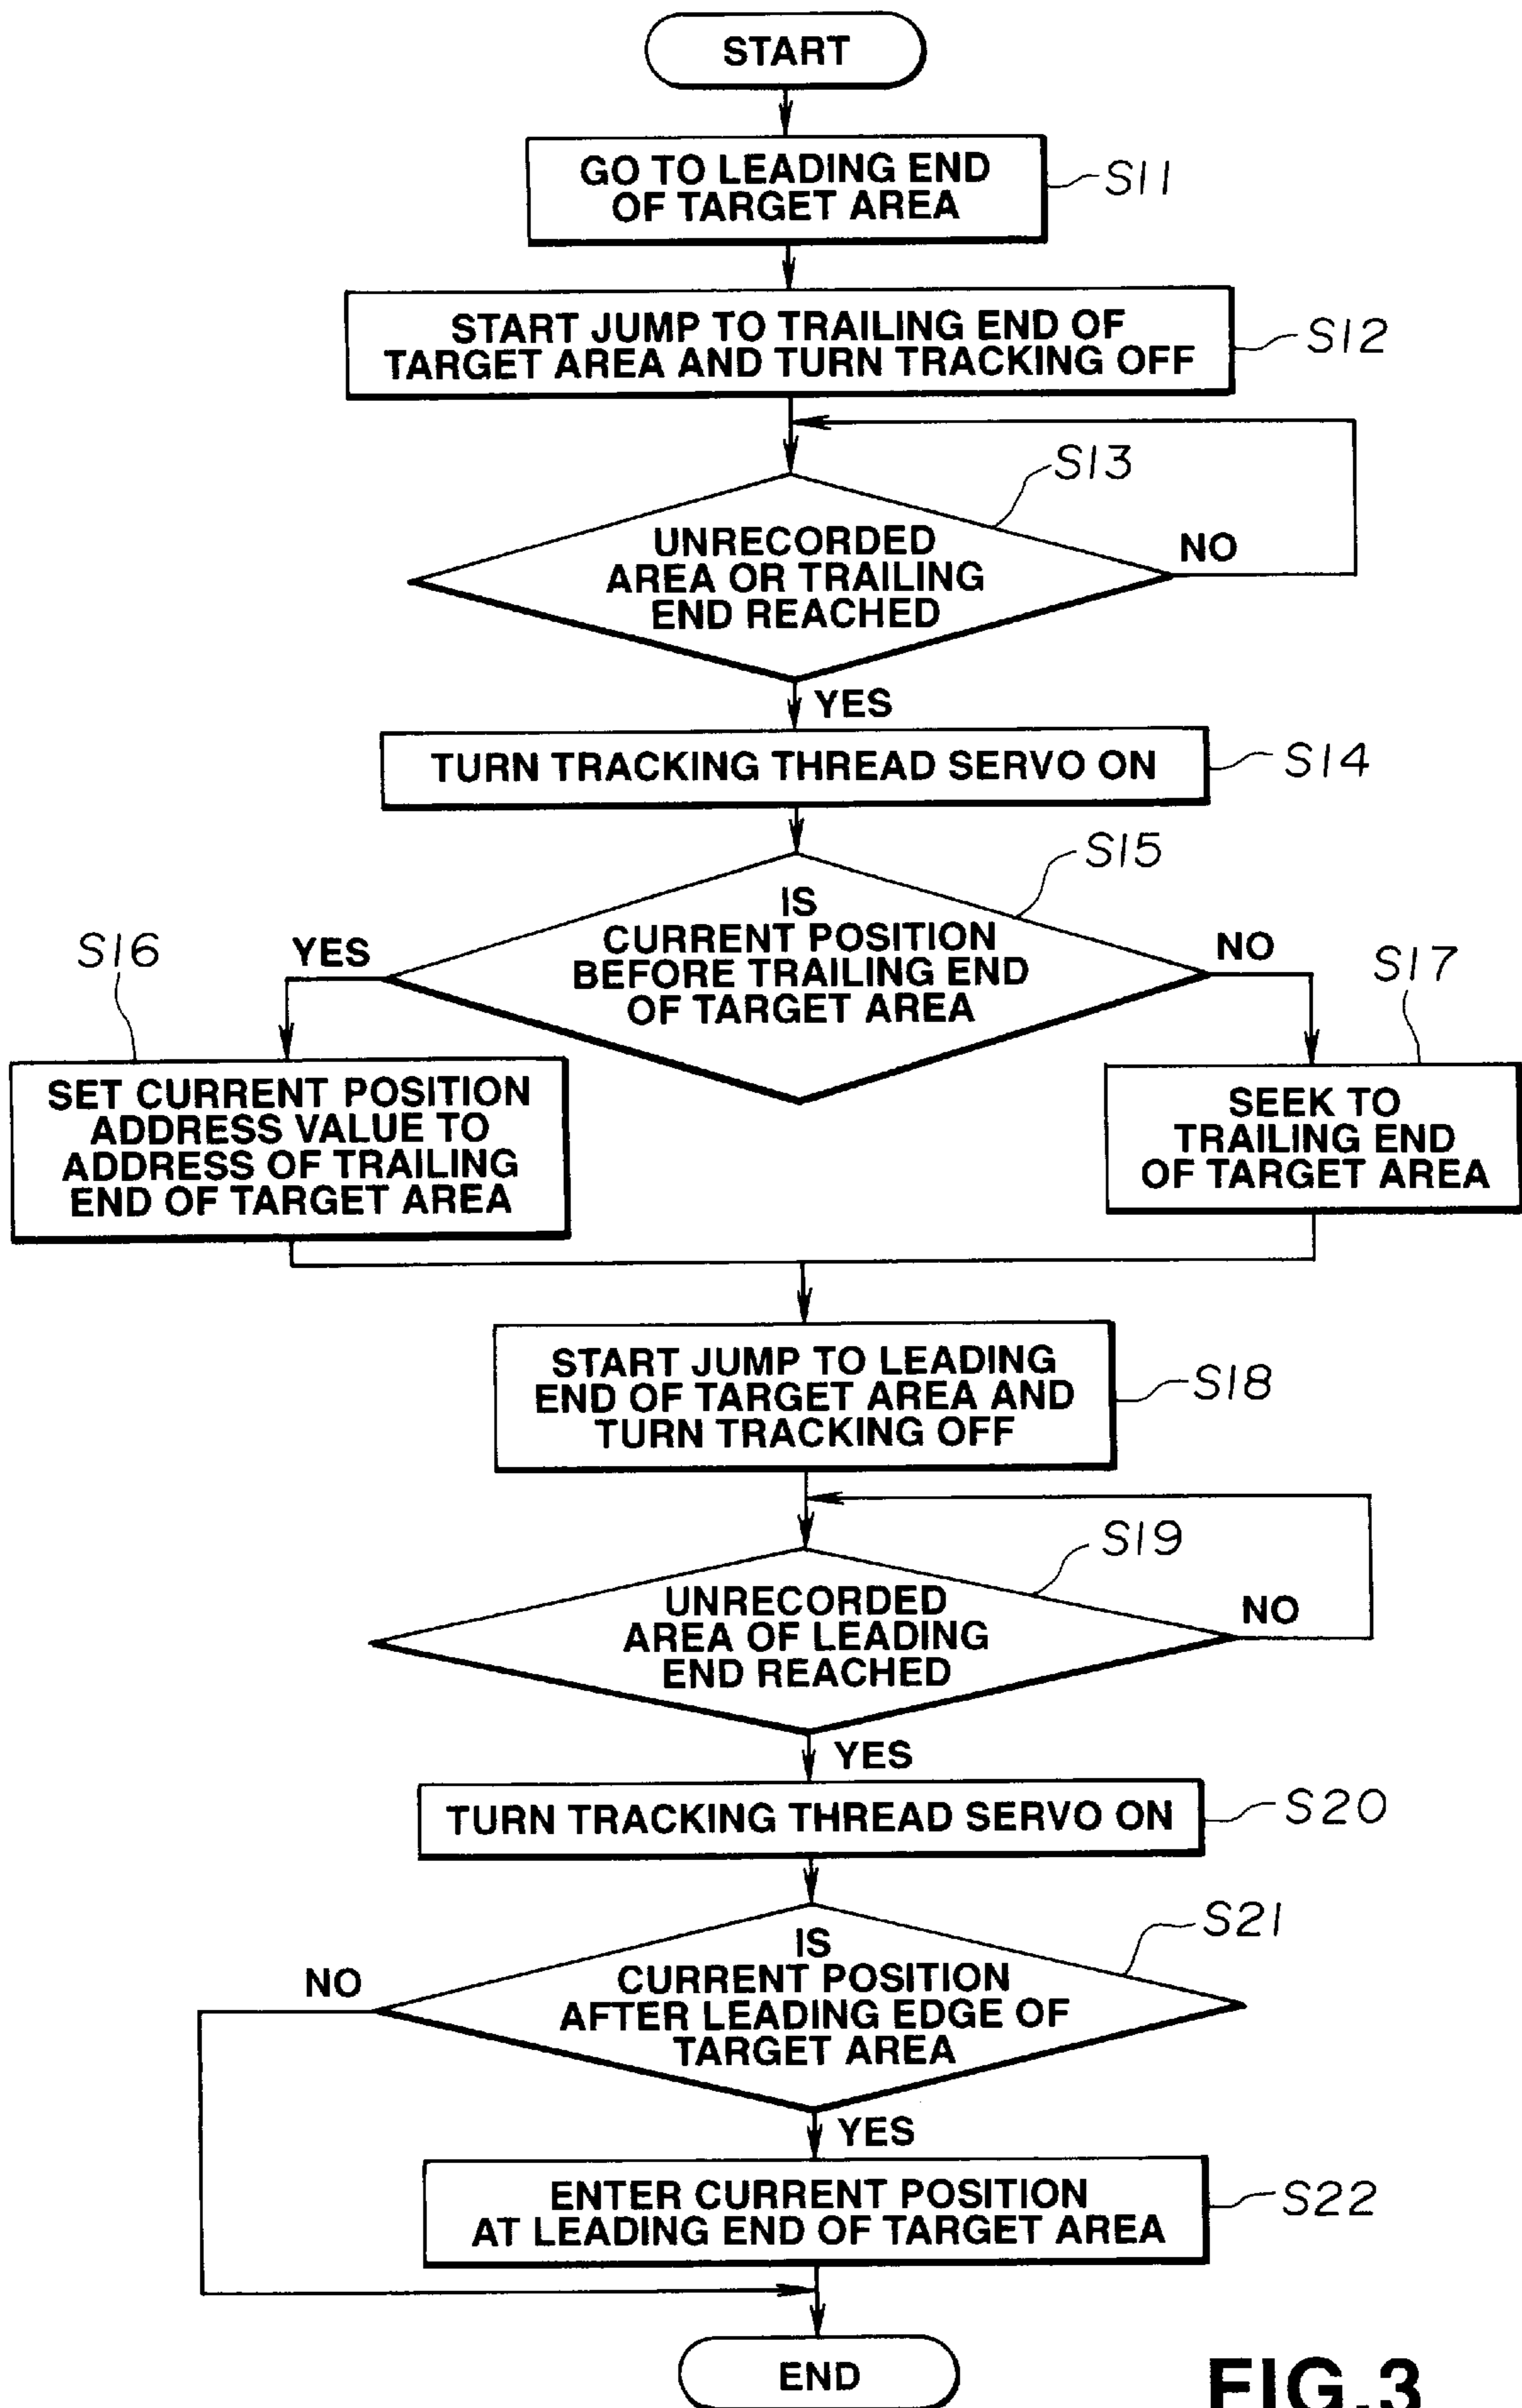 START
GO TO LEADING END
OF TARGET AREA
S11
START JUMP TO TRAILING END OF
TARGET AREA AND TURN TRACKING OFF
S12
S13
UNRECORDED
AREA OR TRAILING
END REACHED
NO
YES
TURN TRACKING THREAD SERVO ON
S14
S15
IS
CURRENT POSITION
BEFORE TRAILING END
OF TARGET AREA
YES
NO
S16
S17
SET CURRENT POSITION
ADDRESS VALUE TO
ADDRESS OF TRAILING
END OF TARGET AREA
SEEK TO
TRAILING END
OF TARGET AREA
START JUMP TO LEADING
END OF TARGET AREA AND
TURN TRACKING OFF
S18
S19
UNRECORDED
AREA OF LEADING
END REACHED
NO
YES
TURN TRACKING THREAD SERVO ON
S20
S21
IS
CURRENT POSITION
AFTER LEADING EDGE OF
TARGET AREA
NO
YES
ENTER CURRENT POSITION
AT LEADING END OF TARGET AREA
S22
END
FIG.3